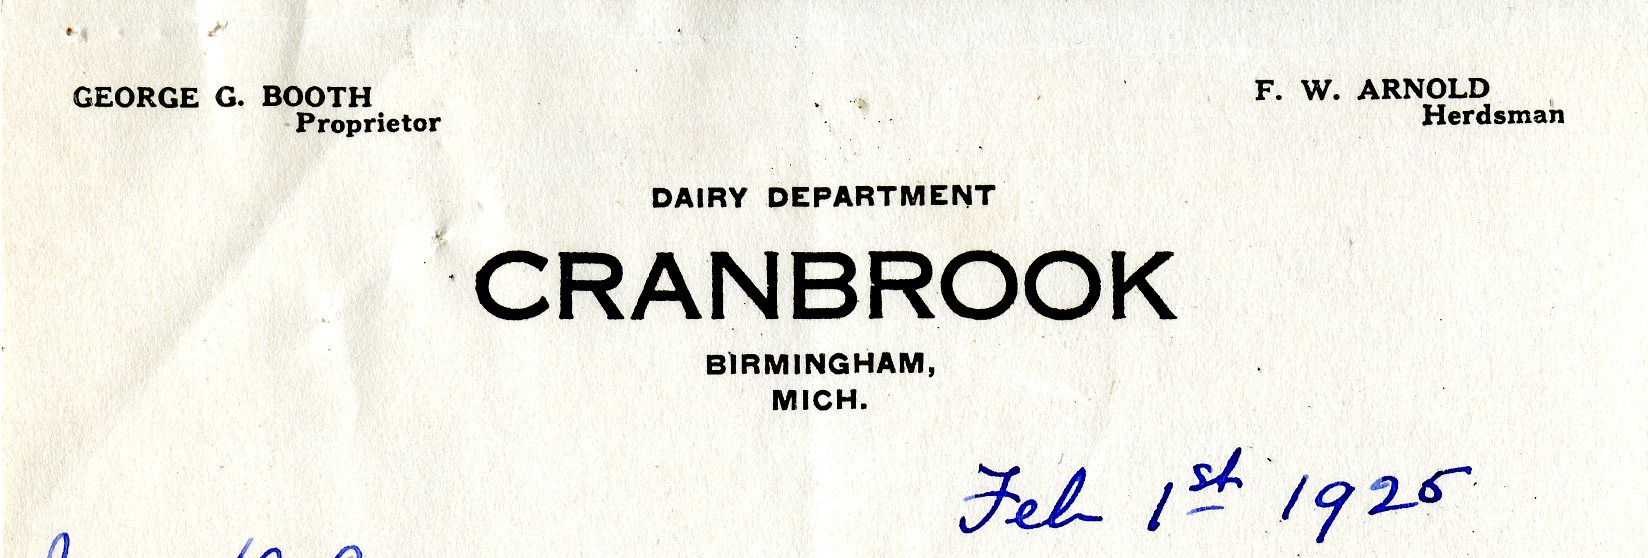 GEORGE G. BOOTH
Proprietor
F. W. ARNOLD
Herdsman
DAIRY DEPARTMENT
CRANBROOK
BIRMINGHAM,
MICH.
Feb 1st 1925